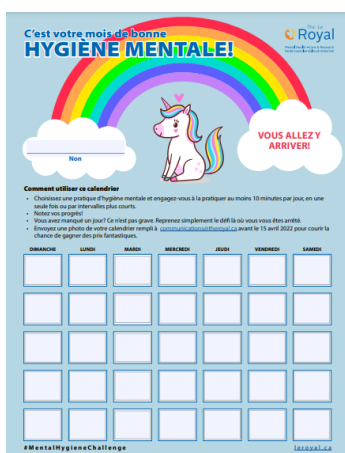 C'est votre mois de bonne
HYGIÈNE MENTALE!
The Le
Royal
VOUS ALLEZ Y
ARRIVER!
Non
Comment utiliser ce calendrier
• Choisissez une pratique d'hygiène mentale et engagez-vous à la pratiquer au moins 10 minutes par jour, en une
seule fois ou par intervalles plus courts.
• Notez vos progrès!
• Vous avez manqué un jour? Ce n'est pas grave. Reprenez simplement le défi là où vous vous êtes arrêté.
• Envoyez une photo de votre calendrier rempli à communications@theroyal.ca avant le 15 avril 2022 pour courir la
chance de gagner des prix fantastiques.
DIMANCHE LUNDI MARDI MERCREDI JEUDI VENDREDI SAMEDI
#MentalHygieneChallenge leroyal.ca